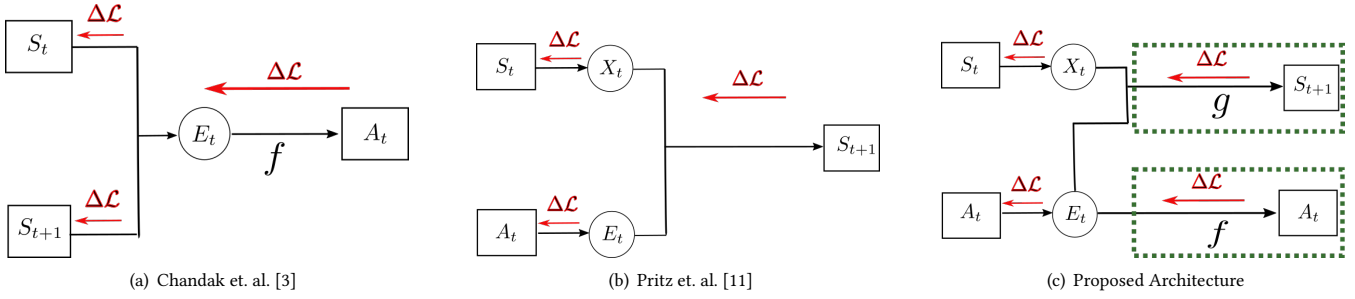 S_t
Δℒ
S_{t+1}
Δℒ
E_t
Δℒ
f
A_t
(a) Chandak et. al. [3]
S_t
Δℒ
X_t
A_t
Δℒ
E_t
Δℒ
S_{t+1}
(b) Pritz et. al. [11]
S_t
Δℒ
X_t
Δℒ
g
S_{t+1}
A_t
Δℒ
E_t
Δℒ
f
A_t
(c) Proposed Architecture